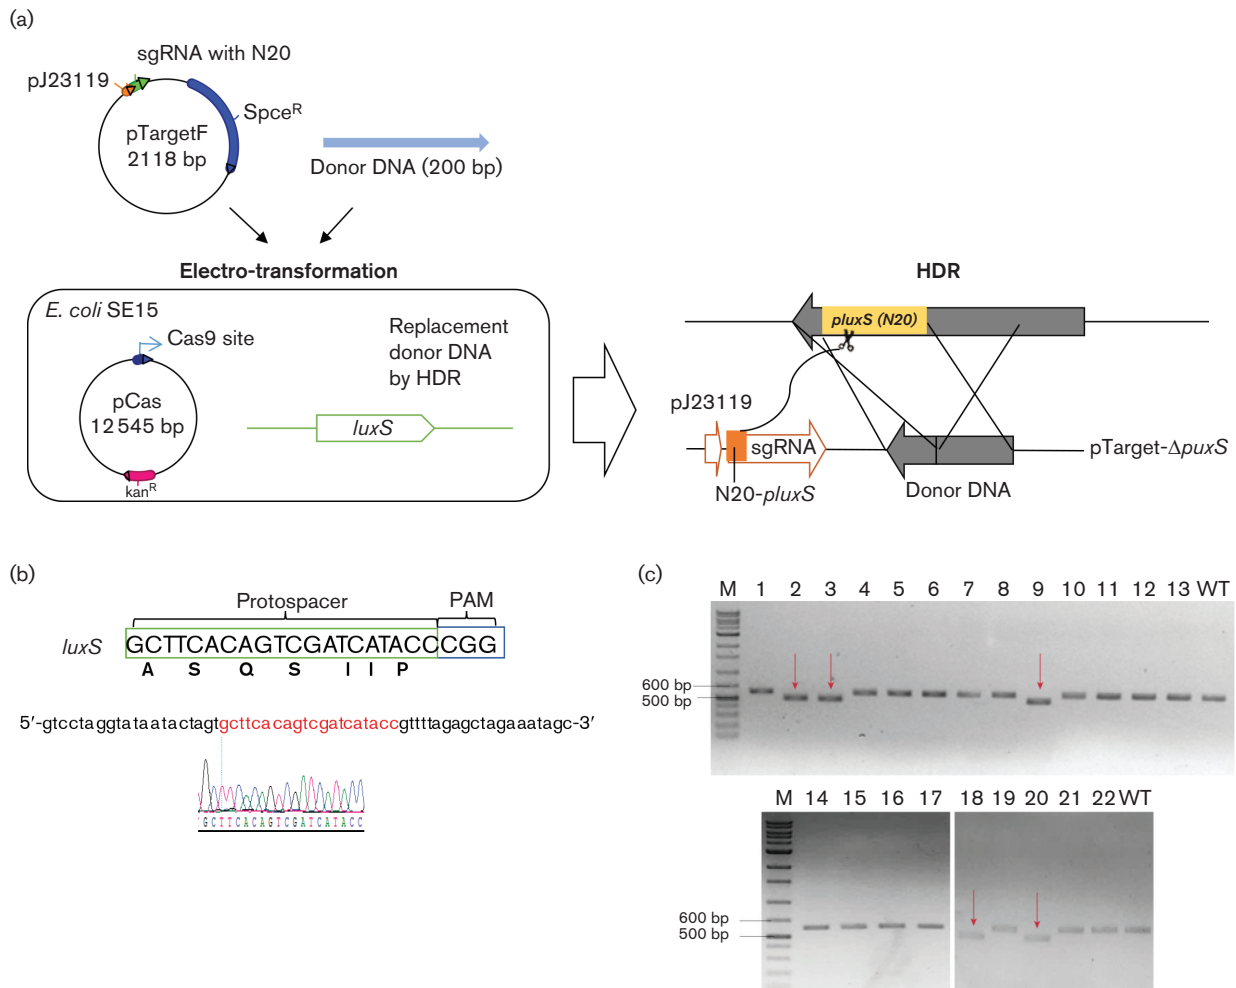 (a)
sgRNA with N20
pJ23119
SpceR
pTargetF
2118 bp
Donor DNA (200 bp)
Electro-transformation
HDR
E. coli SE15
Cas9 site
Replacement
donor DNA
by HDR
pCas
12 545 bp
luxS
kanR
pluxS (N20)
pJ23119
sgRNA
pTarget-ΔpuxS
N20-pluxS
Donor DNA
(b)
Protospacer PAM
luxS GCTTCACAGTCGATCATACCCGG
A S Q S I I P
5′-gtcctaggtataatactagtgcttcacagtcgatcataccgttttagagctagaaatagc-3′
GCTTCACAGTCGATCATACC
(c)
M 1 2 3 4 5 6 7 8 9 10 11 12 13 WT
600 bp
500 bp
M 14 15 16 17 18 19 20 21 22 WT
600 bp
500 bp